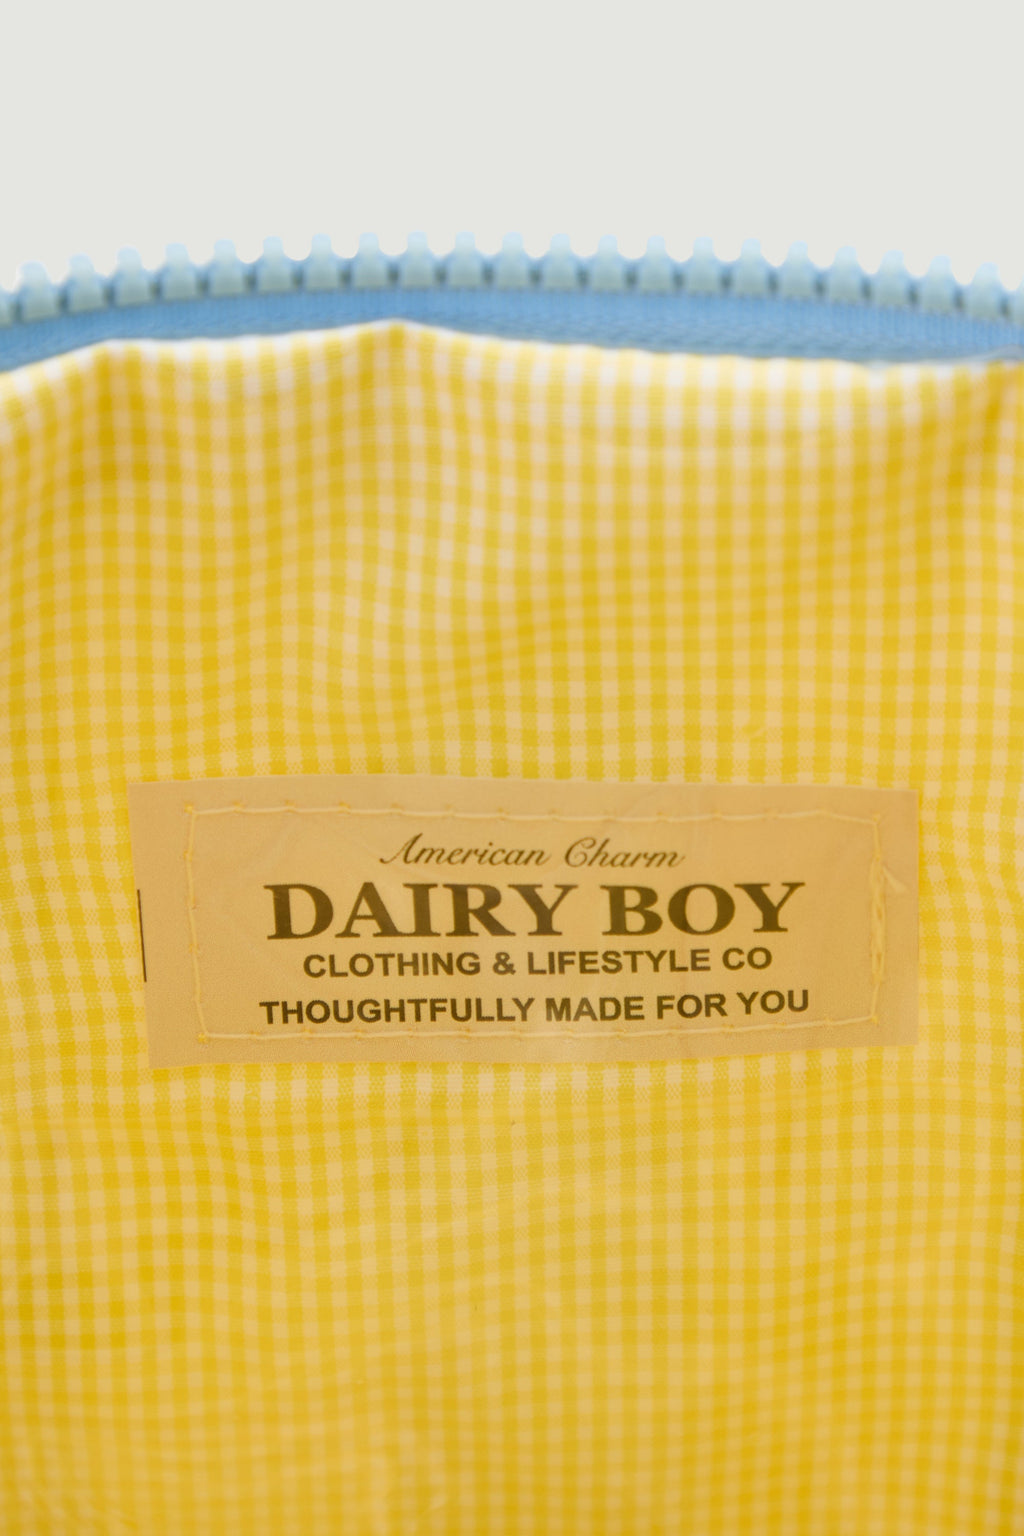 American Charm
DAIRY BOY
CLOTHING & LIFESTYLE CO
THOUGHTFULLY MADE FOR YOU